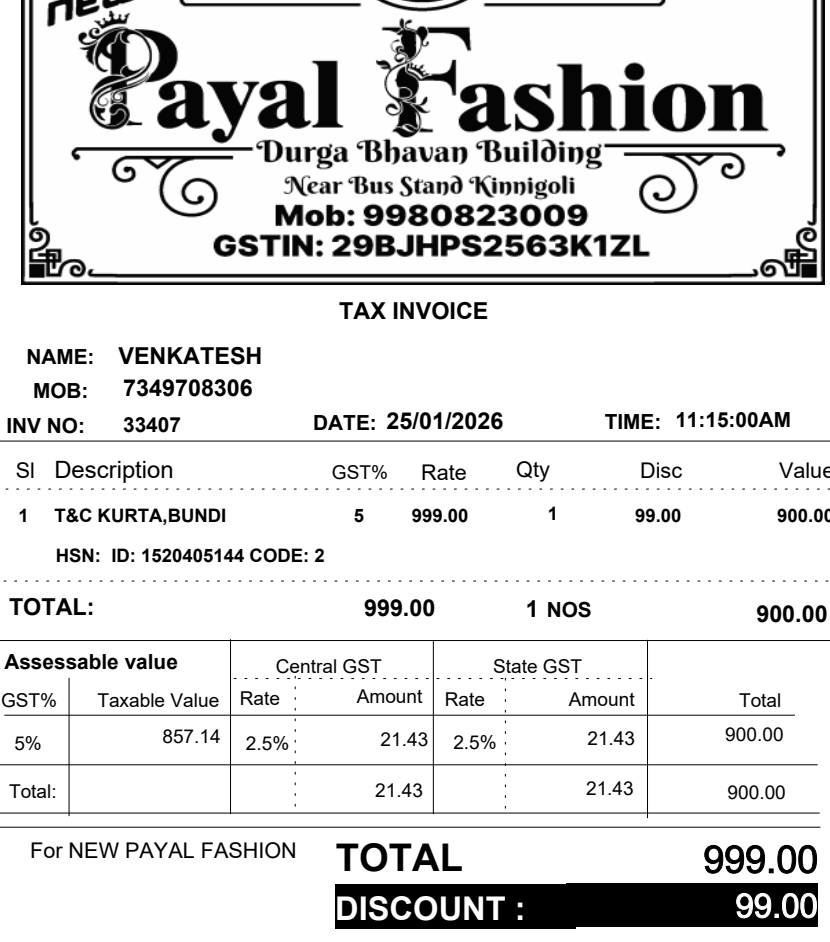 new
Payal Fashion
Durga Bhavan Building
Near Bus Stand Kinnigoli
Mob: 9980823009
GSTIN: 29BJHPS2563K1ZL
TAX INVOICE
NAME: VENKATESH
MOB: 7349708306
INV NO: 33407 DATE: 25/01/2026 TIME: 11:15:00AM
Sl Description GST% Rate Qty Disc Value
1 T&C KURTA,BUNDI 5 999.00 1 99.00 900.00
HSN: ID: 1520405144 CODE: 2
TOTAL: 999.00 1 NOS 900.00
Assessable value Central GST State GST
GST% Taxable Value Rate Amount Rate Amount Total
5% 857.14 2.5% 21.43 2.5% 21.43 900.00
Total: 21.43 21.43 900.00
For NEW PAYAL FASHION TOTAL 999.00
DISCOUNT : 99.00